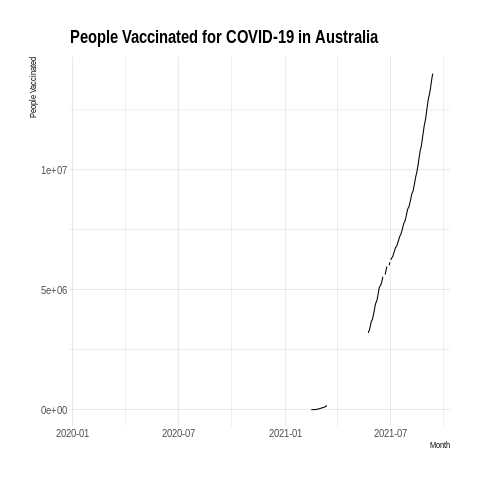 People Vaccinated for COVID-19 in Australia
People Vaccinated
1e+07
5e+06
0e+00
2020-01 2020-07 2021-01 2021-07
Month